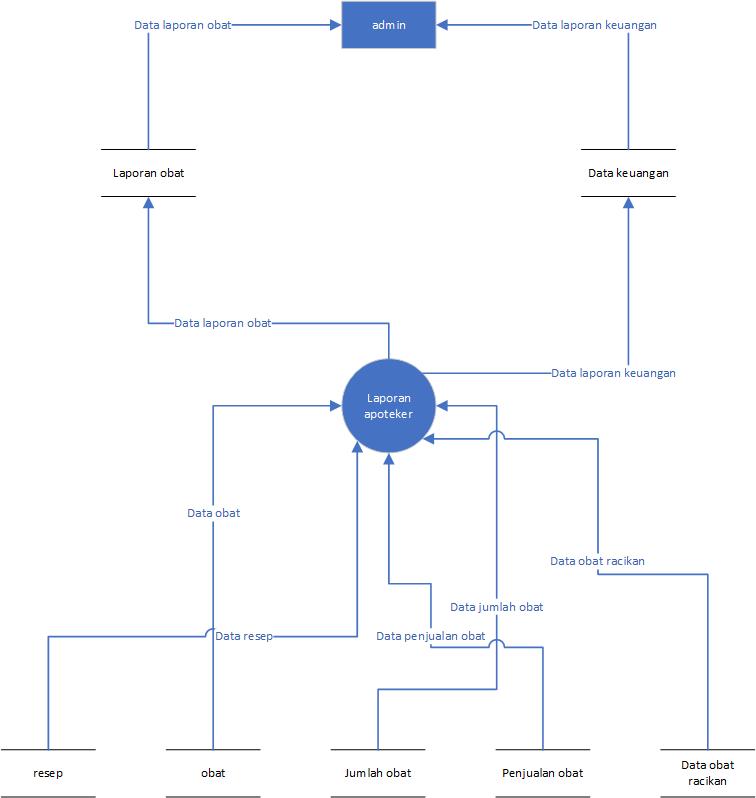 Data laporan obat
admin
Data laporan keuangan
Laporan obat
Data keuangan
Data laporan obat
Data laporan keuangan
Laporan
apoteker
Data obat
Data obat racikan
Data jumlah obat
Data resep
Data penjualan obat
resep
obat
Jumlah obat
Penjualan obat
Data obat
racikan